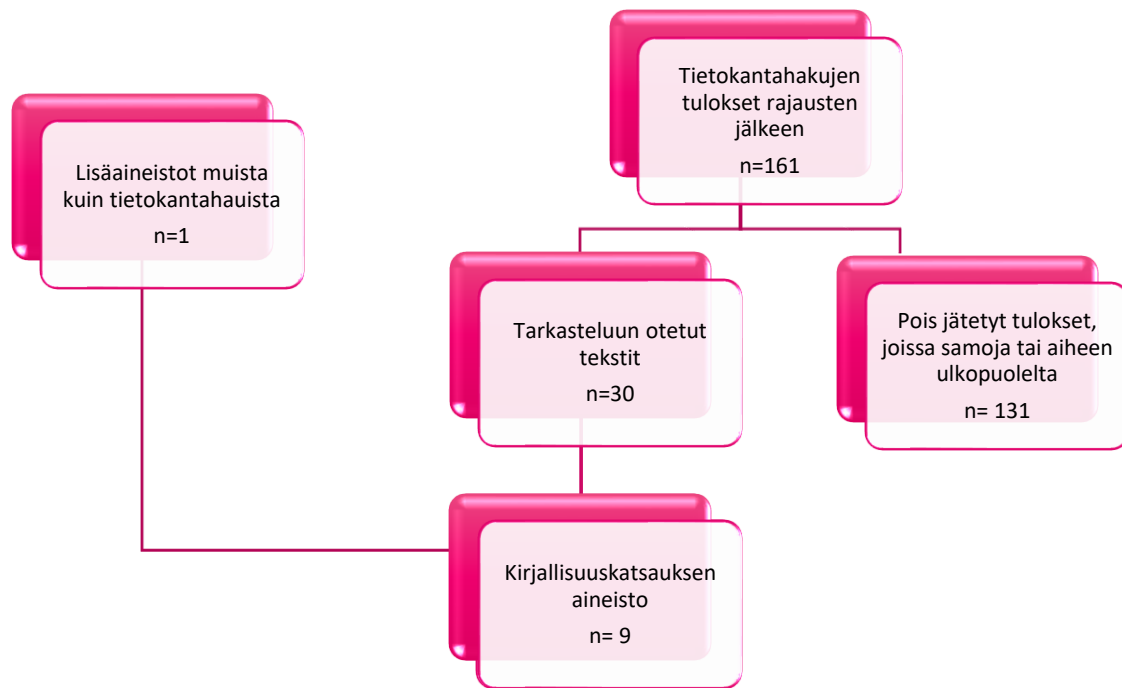 Tietokantahakujen
tulokset rajausten
jälkeen
n=161
Lisäaineistot muista
kuin tietokantahauista
n=1
Tarkasteluun otetut
tekstit
n=30
Pois jätetyt tulokset,
joissa samoja tai aiheen
ulkopuolelta
n= 131
Kirjallisuuskatsauksen
aineisto
n= 9